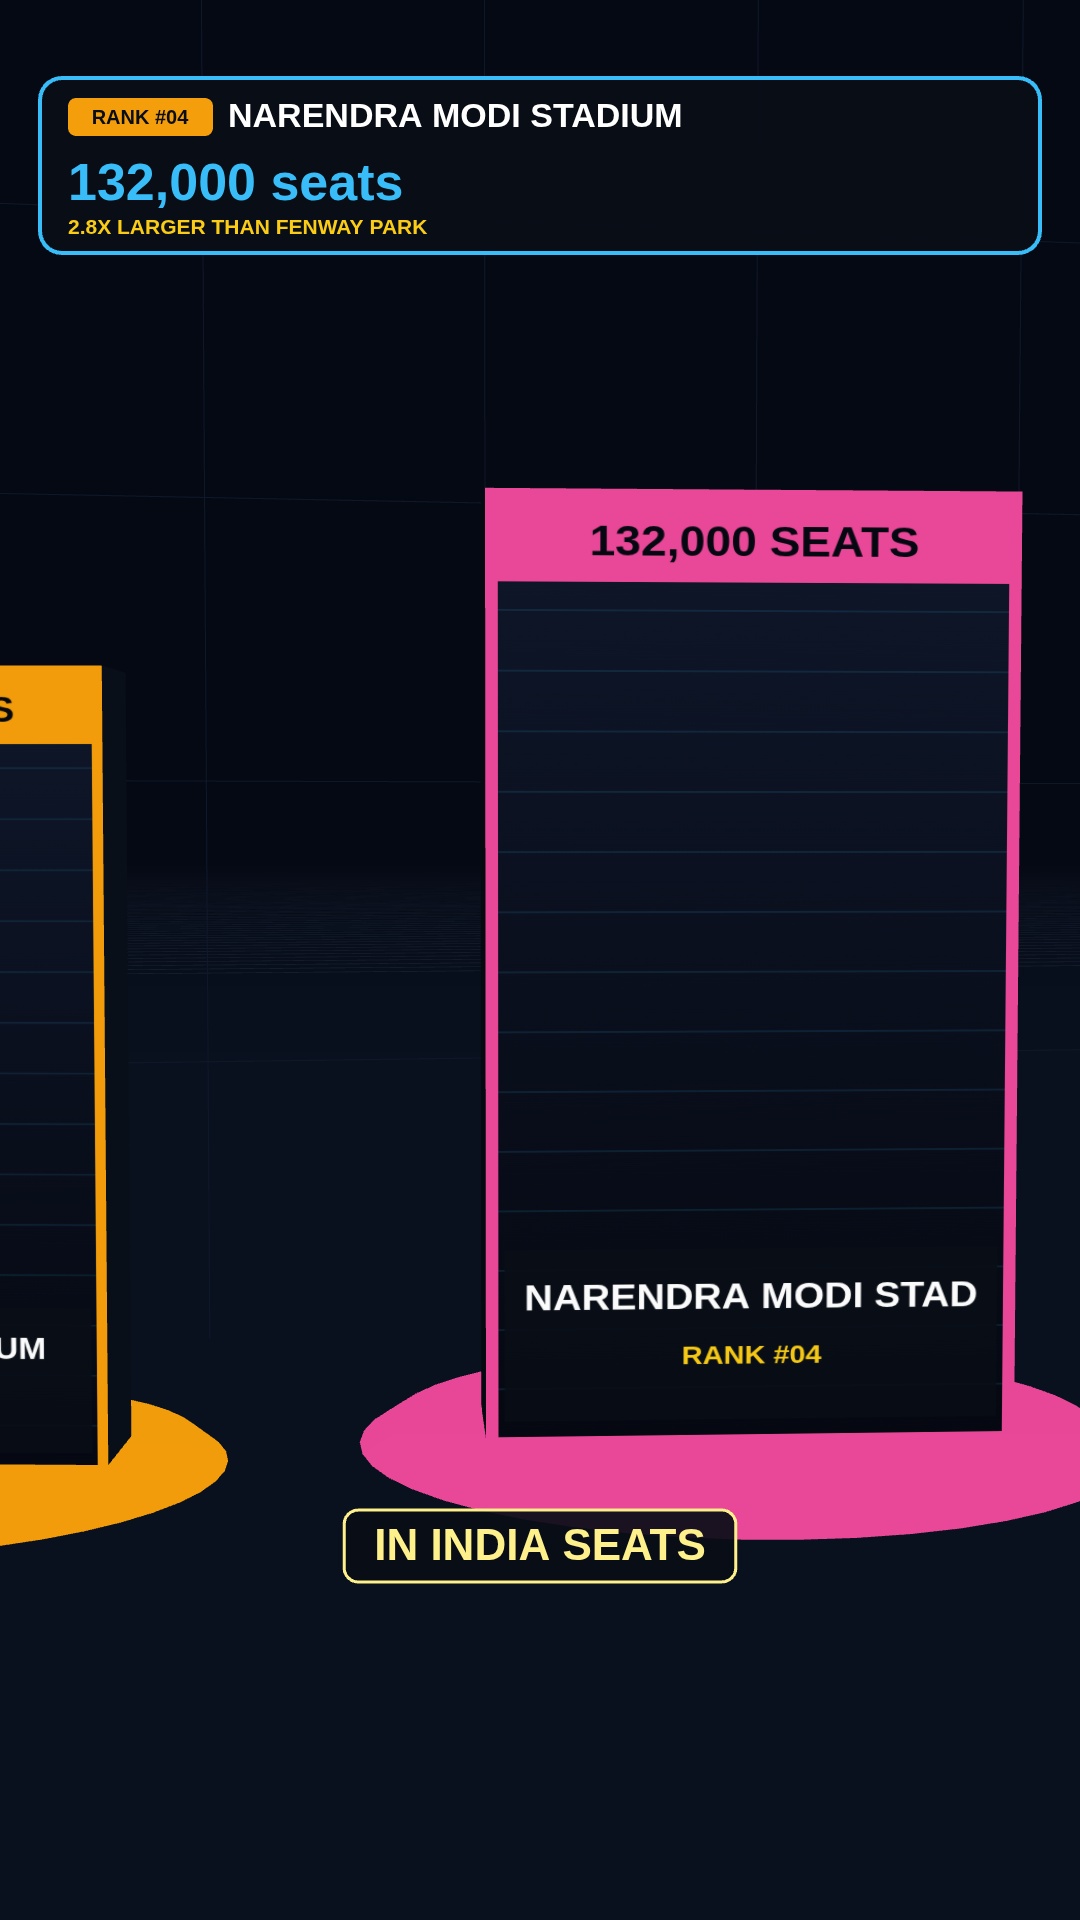 RANK #04 NARENDRA MODI STADIUM
132,000 seats
2.8X LARGER THAN FENWAY PARK
132,000 SEATS
S
UM
NARENDRA MODI STAD
RANK #04
IN INDIA SEATS